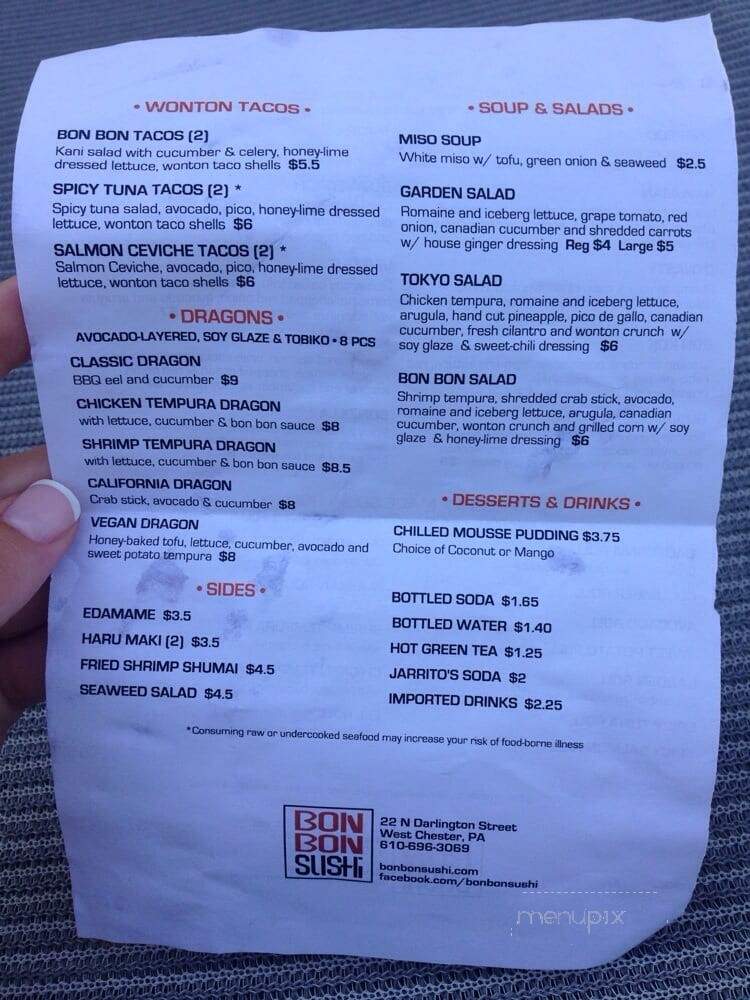 • WONTON TACOS •
BON BON TACOS (2)
Kani salad with cucumber & celery, honey-lime
dressed lettuce, wonton taco shells $5.5
SPICY TUNA TACOS (2) *
Spicy tuna salad, avocado, pico, honey-lime dressed
lettuce, wonton taco shells $6
SALMON CEVICHE TACOS (2) *
Salmon Ceviche, avocado, pico, honey-lime dressed
lettuce, wonton taco shells $6
• DRAGONS •
AVOCADO-LAYERED, SOY GLAZE & TOBIKO • 8 PCS
CLASSIC DRAGON
BBQ eel and cucumber $9
CHICKEN TEMPURA DRAGON
with lettuce, cucumber & bon bon sauce $8
SHRIMP TEMPURA DRAGON
with lettuce, cucumber & bon bon sauce $8.5
CALIFORNIA DRAGON
Crab stick, avocado & cucumber $8
VEGAN DRAGON
Honey-baked tofu, lettuce, cucumber, avocado and
sweet potato tempura $8
• SIDES •
EDAMAME $3.5
HARU MAKI (2) $3.5
FRIED SHRIMP SHUMAI $4.5
SEAWEED SALAD $4.5
• SOUP & SALADS •
MISO SOUP
White miso w/ tofu, green onion & seaweed $2.5
GARDEN SALAD
Romaine and iceberg lettuce, grape tomato, red
onion, canadian cucumber and shredded carrots
w/ house ginger dressing Reg $4 Large $5
TOKYO SALAD
Chicken tempura, romaine and iceberg lettuce,
arugula, hand cut pineapple, pico de gallo, canadian
cucumber, fresh cilantro and wonton crunch w/
soy glaze & sweet-chili dressing $6
BON BON SALAD
Shrimp tempura, shredded crab stick, avocado,
romaine and iceberg lettuce, arugula, canadian
cucumber, wonton crunch and grilled corn w/ soy
glaze & honey-lime dressing $6
• DESSERTS & DRINKS •
CHILLED MOUSSE PUDDING $3.75
Choice of Coconut or Mango
BOTTLED SODA $1.65
BOTTLED WATER $1.40
HOT GREEN TEA $1.25
JARRITO'S SODA $2
IMPORTED DRINKS $2.25
*Consuming raw or undercooked seafood may increase your risk of food-borne illness
BON
BON
SUSHi
22 N Darlington Street
West Chester, PA
610-696-3069
bonbonsushi.com
facebook.com/bonbonsushi
menupix